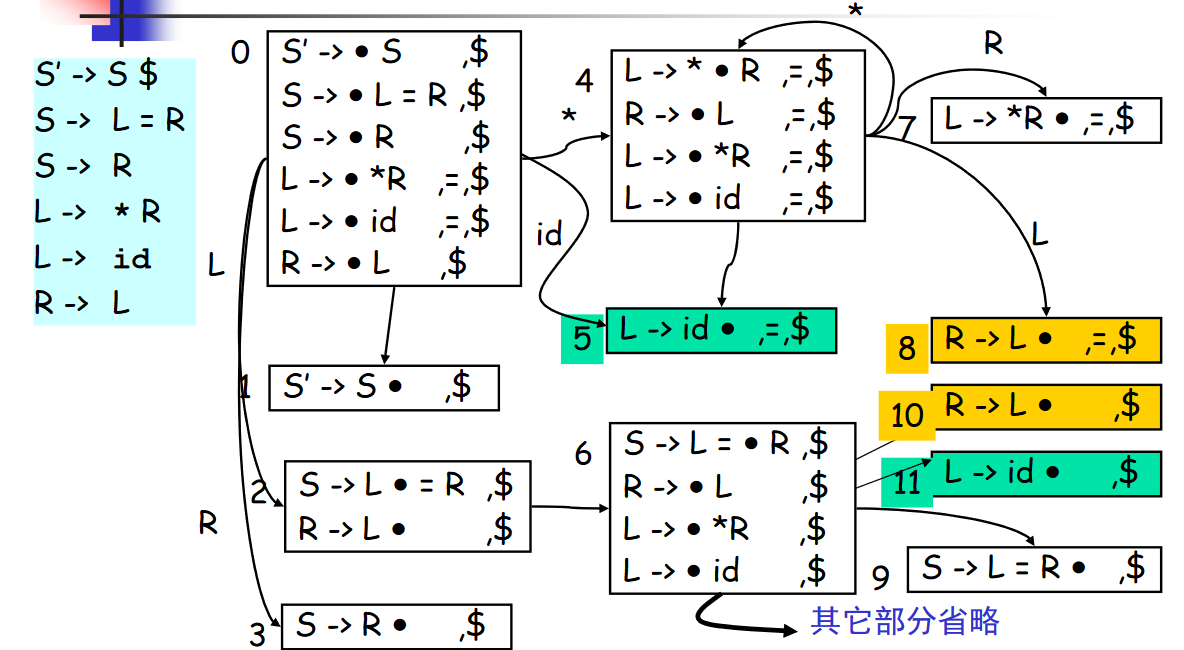 S' -> S $
S -> L = R
S -> R
L -> * R
L -> id
R -> L
0
S' -> • S ,$
S -> • L = R ,$
S -> • R ,$
L -> • *R ,=,$
L -> • id ,=,$
R -> • L ,$
*
id
L
R
1
S' -> S • ,$
2
S -> L • = R ,$
R -> L • ,$
3
S -> R • ,$
4
L -> * • R ,=,$
R -> • L ,=,$
L -> • *R ,=,$
L -> • id ,=,$
*
R
L
5
L -> id • ,=,$
6
S -> L = • R ,$
R -> • L ,$
L -> • *R ,$
L -> • id ,$
7
L -> *R • ,=,$
8
R -> L • ,=,$
10
R -> L • ,$
11
L -> id • ,$
9
S -> L = R • ,$
其它部分省略